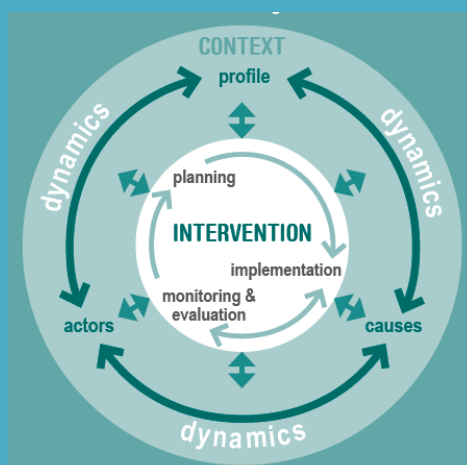 CONTEXT
profile
dynamics
dynamics
planning
INTERVENTION
implementation
monitoring &
evaluation
actors
causes
dynamics